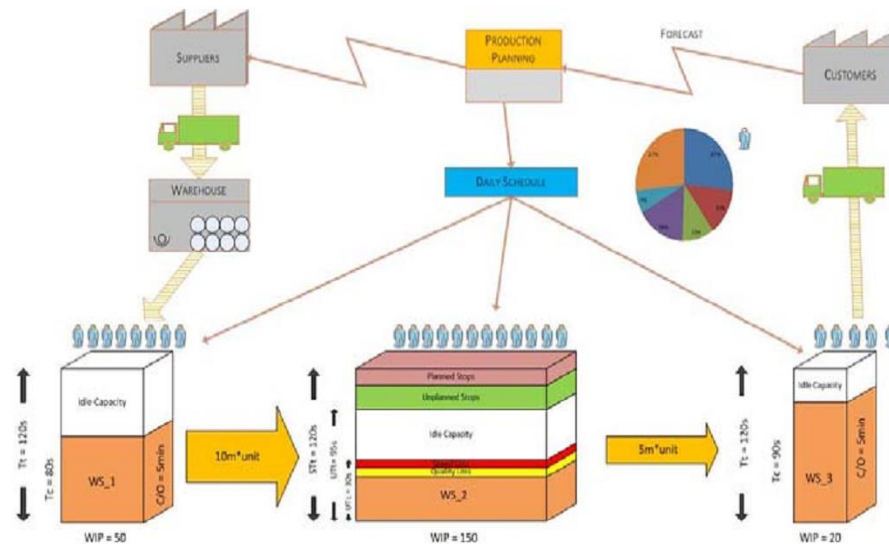 SUPPLIERS
PRODUCTION
PLANNING
FORECAST
CUSTOMERS
WAREHOUSE
DAILY SCHEDULE
27%
Idle Capacity
WS_1
Tt = 120s
Tc = 80s
C/O = 5min
WIP = 50
10m*unit
Planned Stops
Unplanned Stops
Idle Capacity
Quality Loss
WS_2
STt = 120s
UTt = 95s
WIP = 150
5m*unit
Idle Capacity
WS_3
Tt = 120s
Tc = 90s
C/O = 5min
WIP = 20